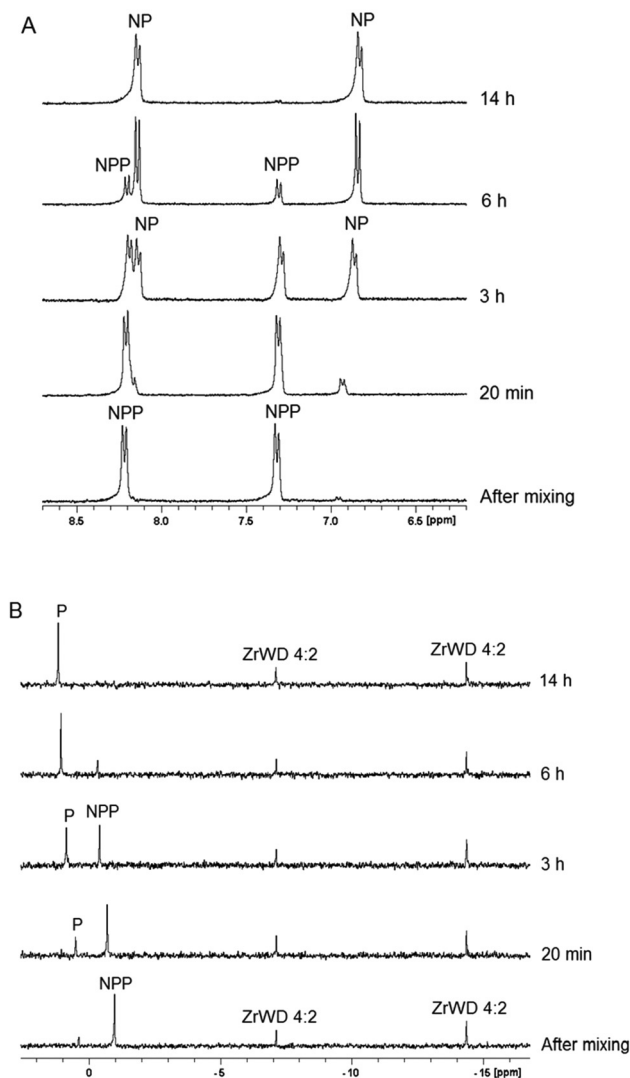 A
NP NP
14 h
NPP NPP
6 h
NP NP
3 h
20 min
NPP NPP
After mixing
8.5 8.0 7.5 7.0 6.5 [ppm]
B
P
ZrWD 4:2 ZrWD 4:2
14 h
6 h
P NPP
3 h
P
20 min
NPP
ZrWD 4:2 ZrWD 4:2
After mixing
0 -5 -10 -15 [ppm]